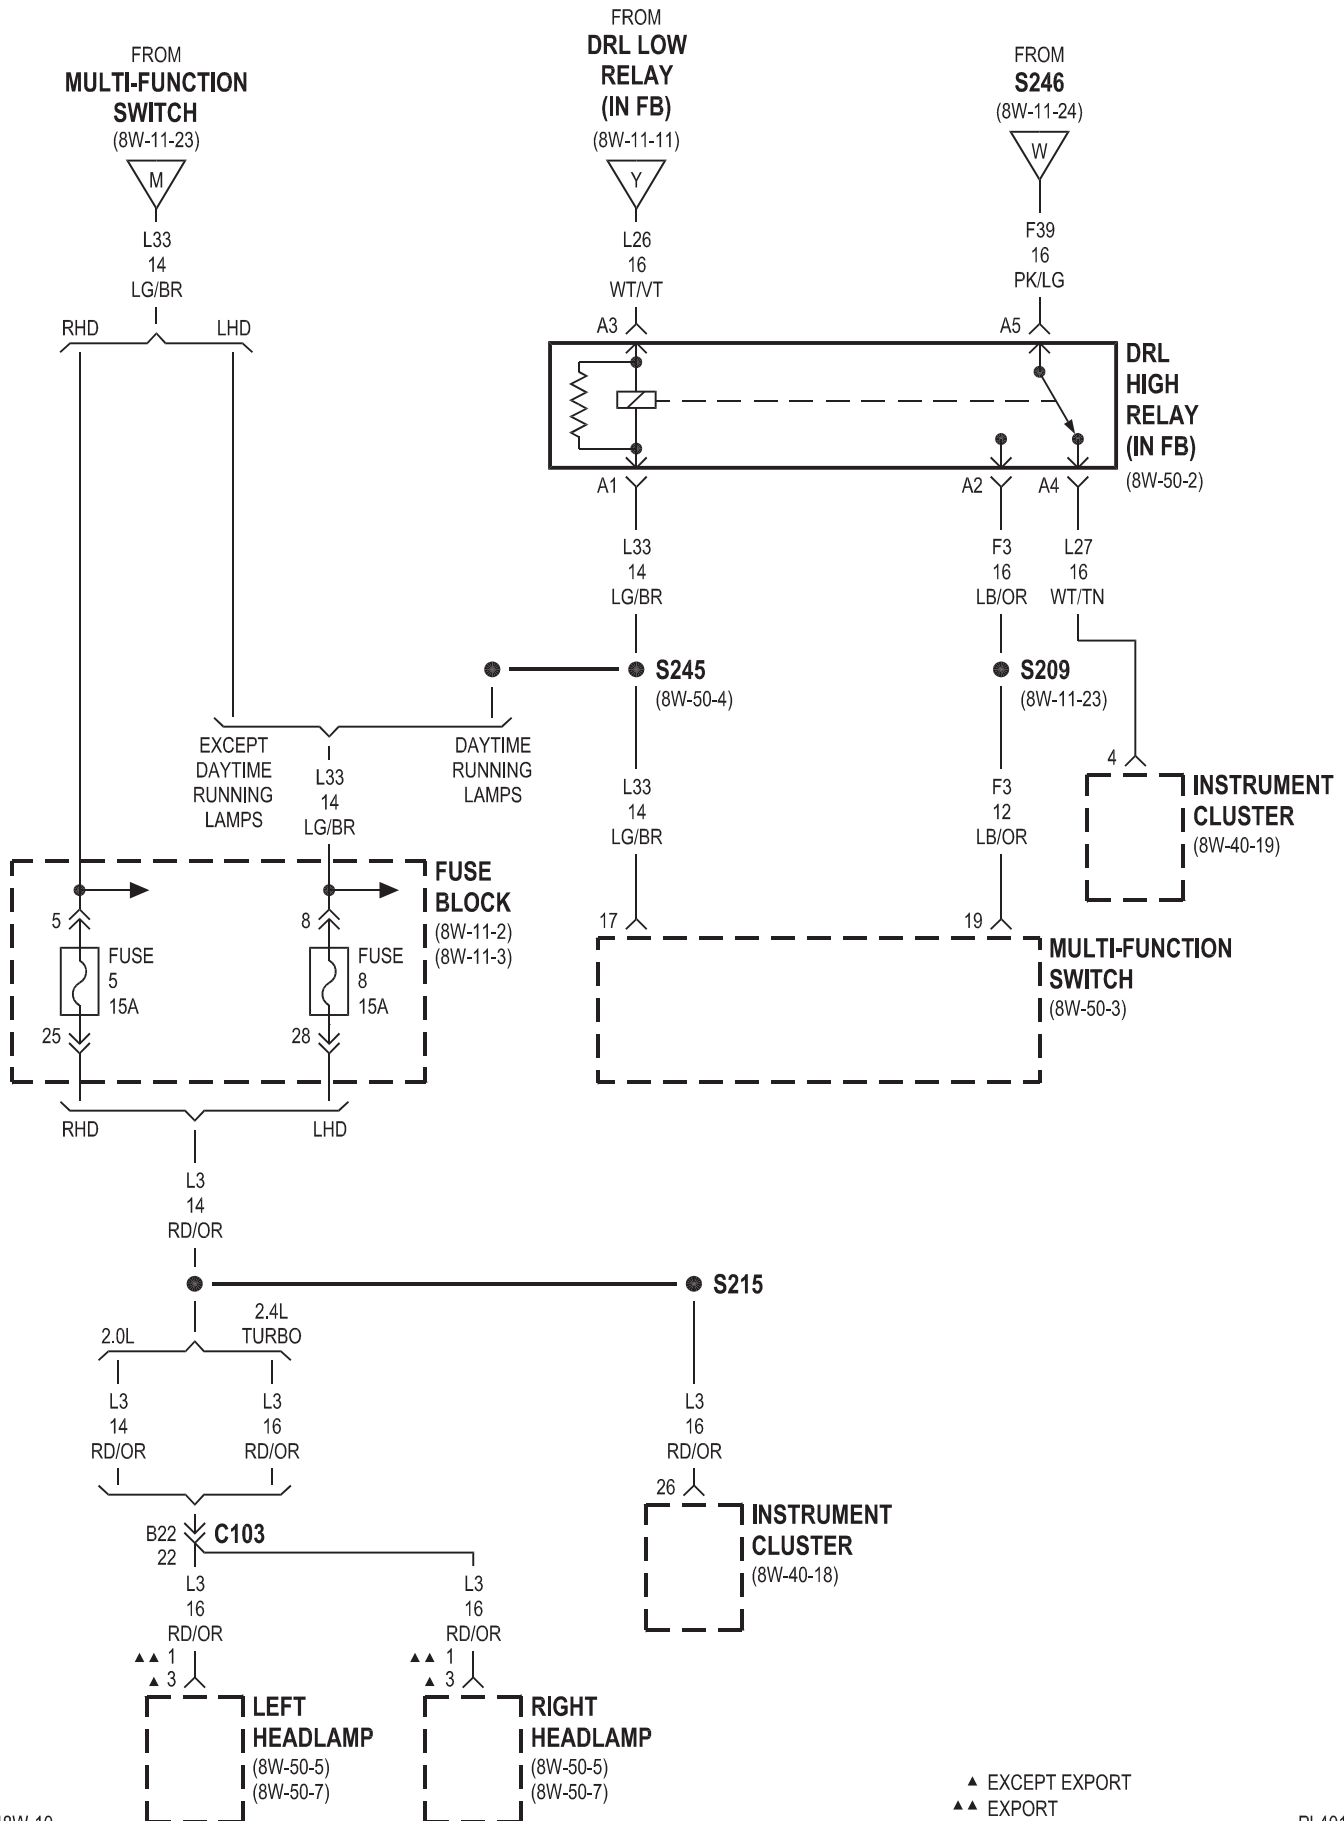 FROM
MULTI-FUNCTION
SWITCH
(8W-11-23)
M
L33
14
LG/BR
RHD
LHD
FROM
DRL LOW
RELAY
(IN FB)
(8W-11-11)
Y
L26
16
WT/VT
A3
FROM
S246
(8W-11-24)
W
F39
16
PK/LG
A5
DRL
HIGH
RELAY
(IN FB)
(8W-50-2)
A1
A2
A4
L33
14
LG/BR
F3
16
LB/OR
L27
16
WT/TN
S245
(8W-50-4)
S209
(8W-11-23)
EXCEPT
DAYTIME
RUNNING
LAMPS
L33
14
LG/BR
DAYTIME
RUNNING
LAMPS
L33
14
LG/BR
F3
12
LB/OR
4
INSTRUMENT
CLUSTER
(8W-40-19)
FUSE
BLOCK
(8W-11-2)
(8W-11-3)
5
FUSE
5
15A
25
8
FUSE
8
15A
28
17
19
MULTI-FUNCTION
SWITCH
(8W-50-3)
RHD
LHD
L3
14
RD/OR
S215
2.0L
2.4L
TURBO
L3
14
RD/OR
L3
16
RD/OR
L3
16
RD/OR
26
INSTRUMENT
CLUSTER
(8W-40-18)
B22
22
C103
L3
16
RD/OR
L3
16
RD/OR
▲▲ 1
▲ 3
▲▲ 1
▲ 3
LEFT
HEADLAMP
(8W-50-5)
(8W-50-7)
RIGHT
HEADLAMP
(8W-50-5)
(8W-50-7)
▲ EXCEPT EXPORT
▲▲ EXPORT